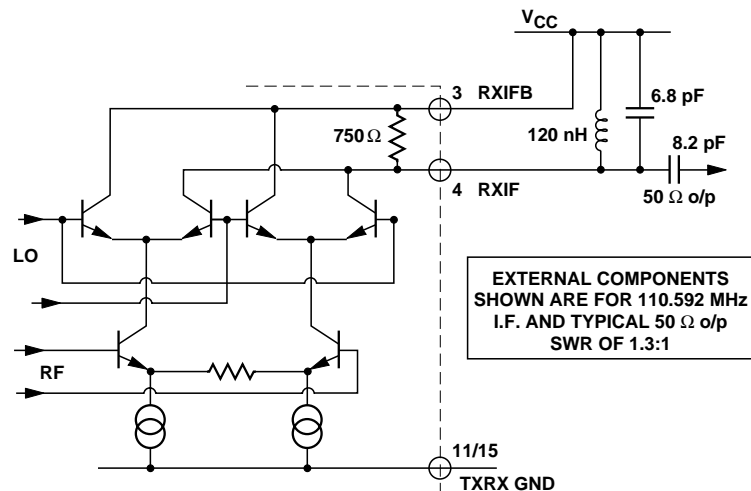 VCC
3 RXIFB
6.8 pF
750 Ω
120 nH
8.2 pF
4 RXIF
50 Ω o/p
LO
EXTERNAL COMPONENTS
SHOWN ARE FOR 110.592 MHz
I.F. AND TYPICAL 50 Ω o/p
SWR OF 1.3:1
RF
11/15
TXRX GND